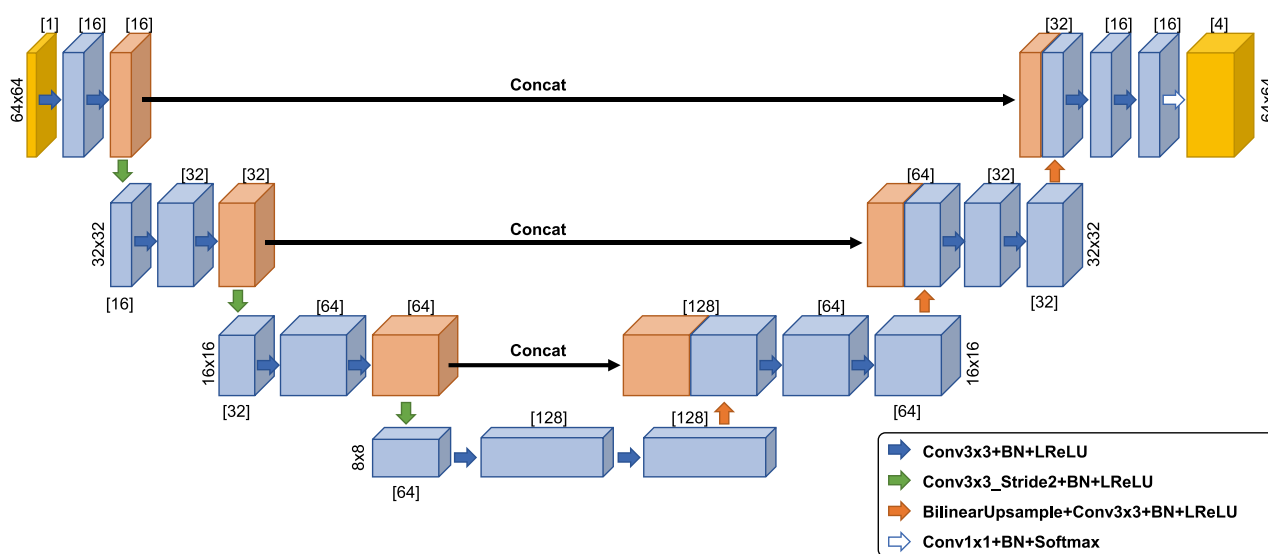 [1] [16] [16] [32] [16] [16] [4]
64x64 Concat 64x64
[32] [32] [64] [32]
32x32 Concat 32x32
[16] [32]
[64] [64] [128] [64]
16x16 Concat 16x16
[32] [64]
[128] [128]
8x8
[64]
Conv3x3+BN+LReLU
Conv3x3_Stride2+BN+LReLU
BilinearUpsample+Conv3x3+BN+LReLU
Conv1x1+BN+Softmax